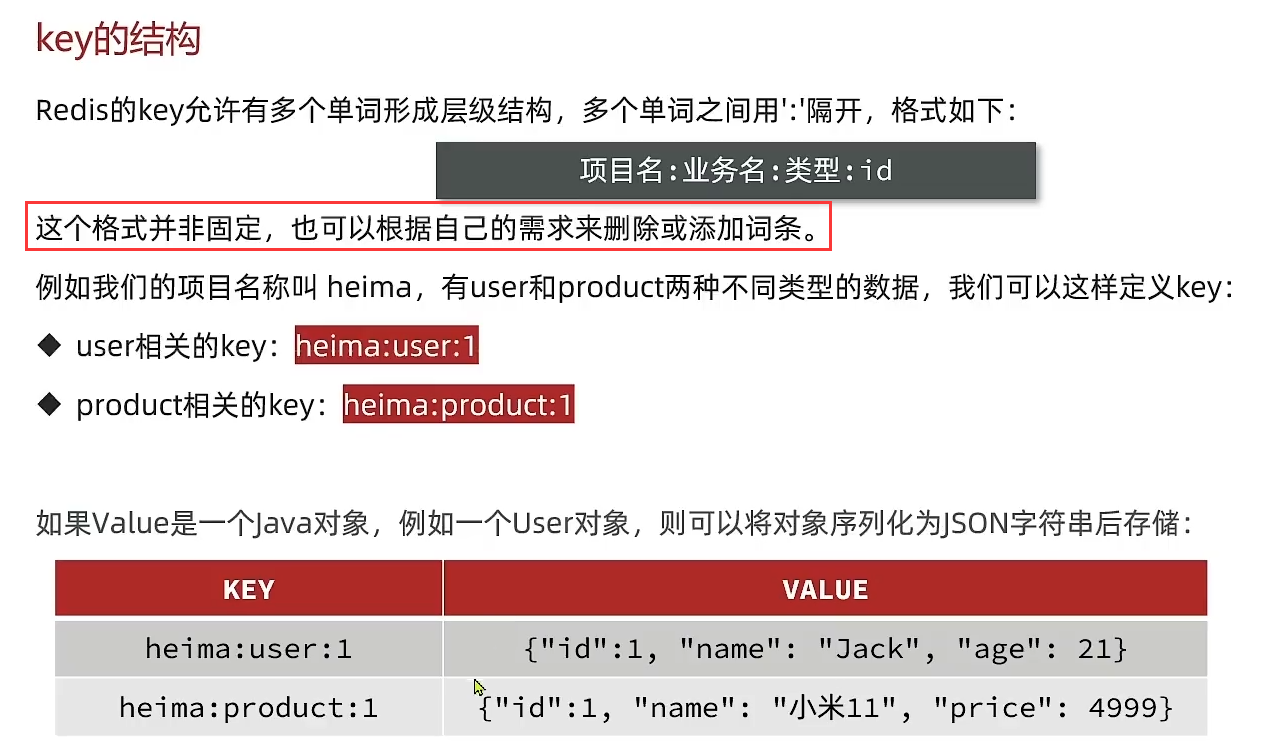 key的结构
Redis的key允许有多个单词形成层级结构，多个单词之间用':'隔开，格式如下：
项目名:业务名:类型:id
这个格式并非固定，也可以根据自己的需求来删除或添加词条。
例如我们的项目名称叫 heima，有user和product两种不同类型的数据，我们可以这样定义key：
◆ user相关的key：heima:user:1
◆ product相关的key：heima:product:1
如果Value是一个Java对象，例如一个User对象，则可以将对象序列化为JSON字符串后存储：
KEY VALUE
heima:user:1 {"id":1, "name": "Jack", "age": 21}
heima:product:1 {"id":1, "name": "小米11", "price": 4999}